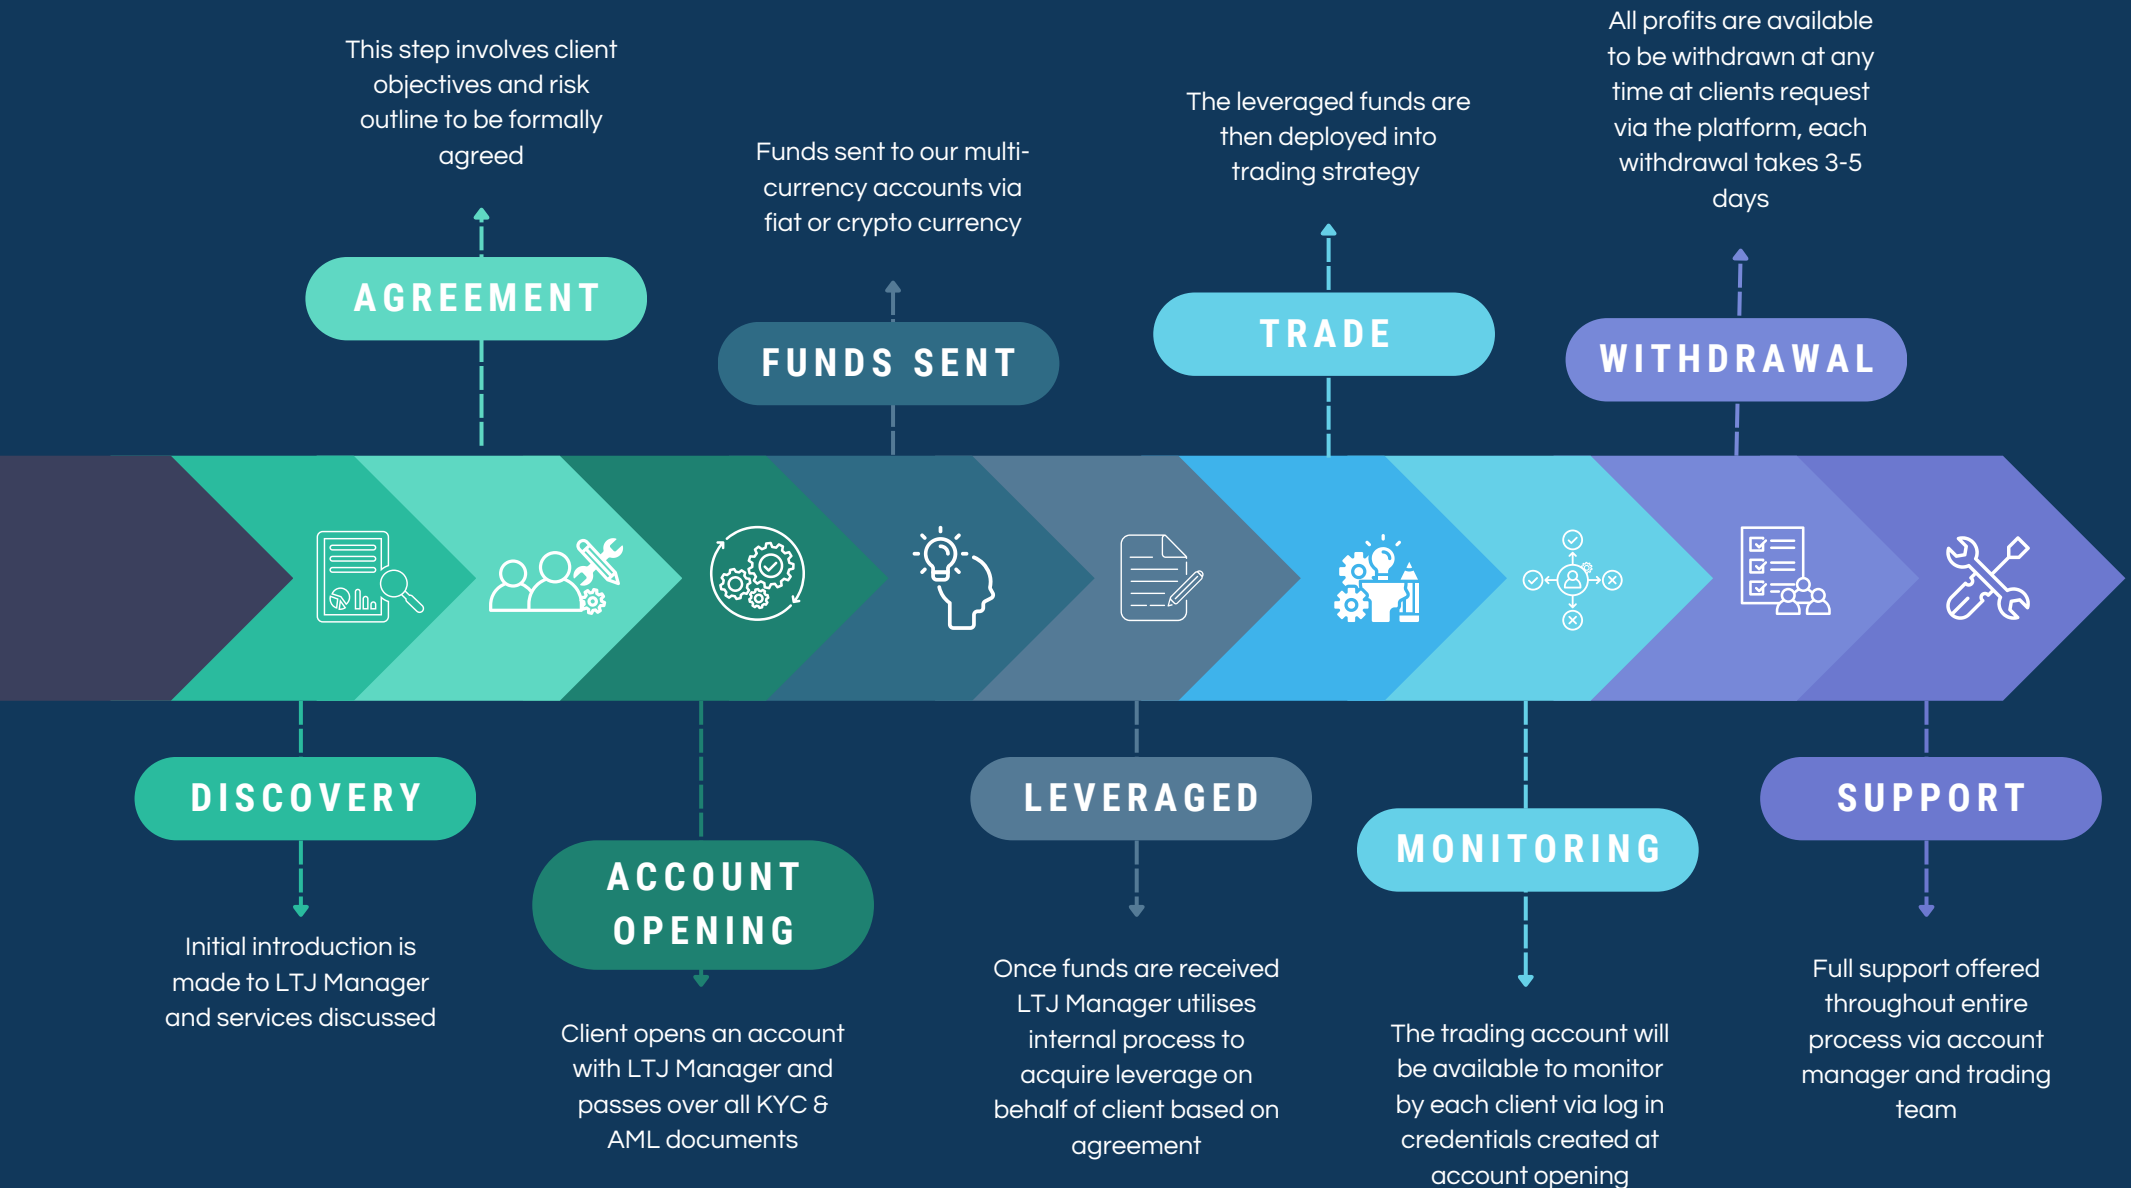 This step involves client
objectives and risk
outline to be formally
agreed
AGREEMENT
Funds sent to our multi-
currency accounts via
fiat or crypto currency
FUNDS SENT
The leveraged funds are
then deployed into
trading strategy
TRADE
All profits are available
to be withdrawn at any
time at clients request
via the platform, each
withdrawal takes 3-5
days
WITHDRAWAL
DISCOVERY
Initial introduction is
made to LTJ Manager
and services discussed
ACCOUNT
OPENING
Client opens an account
with LTJ Manager and
passes over all KYC &
AML documents
LEVERAGED
Once funds are received
LTJ Manager utilises
internal process to
acquire leverage on
behalf of client based on
agreement
MONITORING
The trading account will
be available to monitor
by each client via log in
credentials created at
account opening
SUPPORT
Full support offered
throughout entire
process via account
manager and trading
team